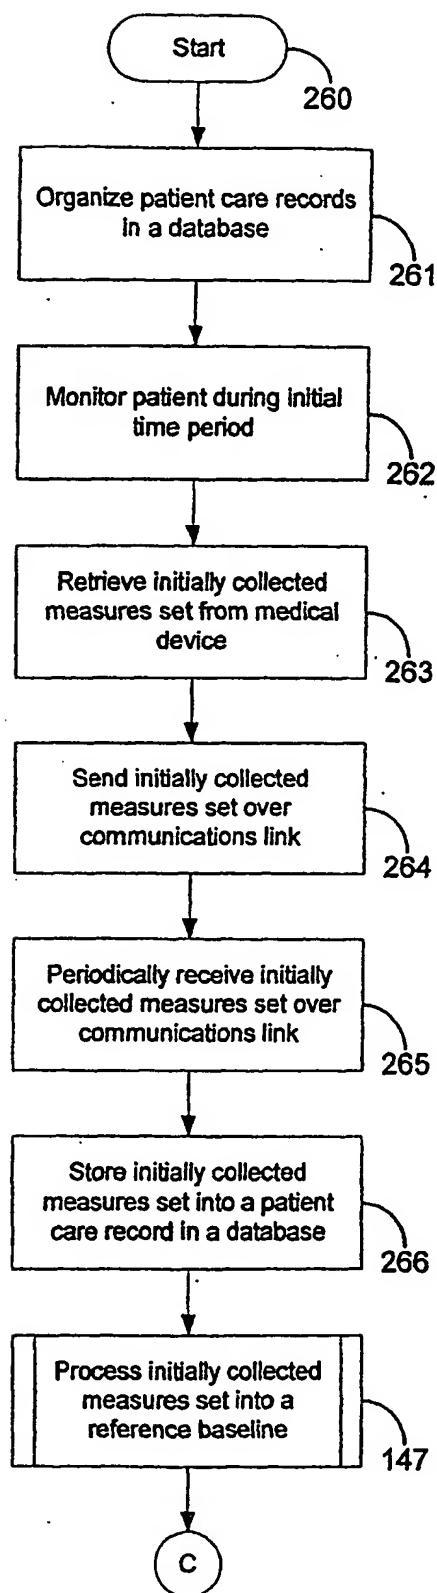 Start
260
Organize patient care records
in a database
261
Monitor patient during initial
time period
262
Retrieve initially collected
measures set from medical
device
263
Send initially collected
measures set over
communications link
264
Periodically receive initially
collected measures set over
communications link
265
Store initially collected
measures set into a patient
care record in a database
266
Process initially collected
measures set into a
reference baseline
147
C